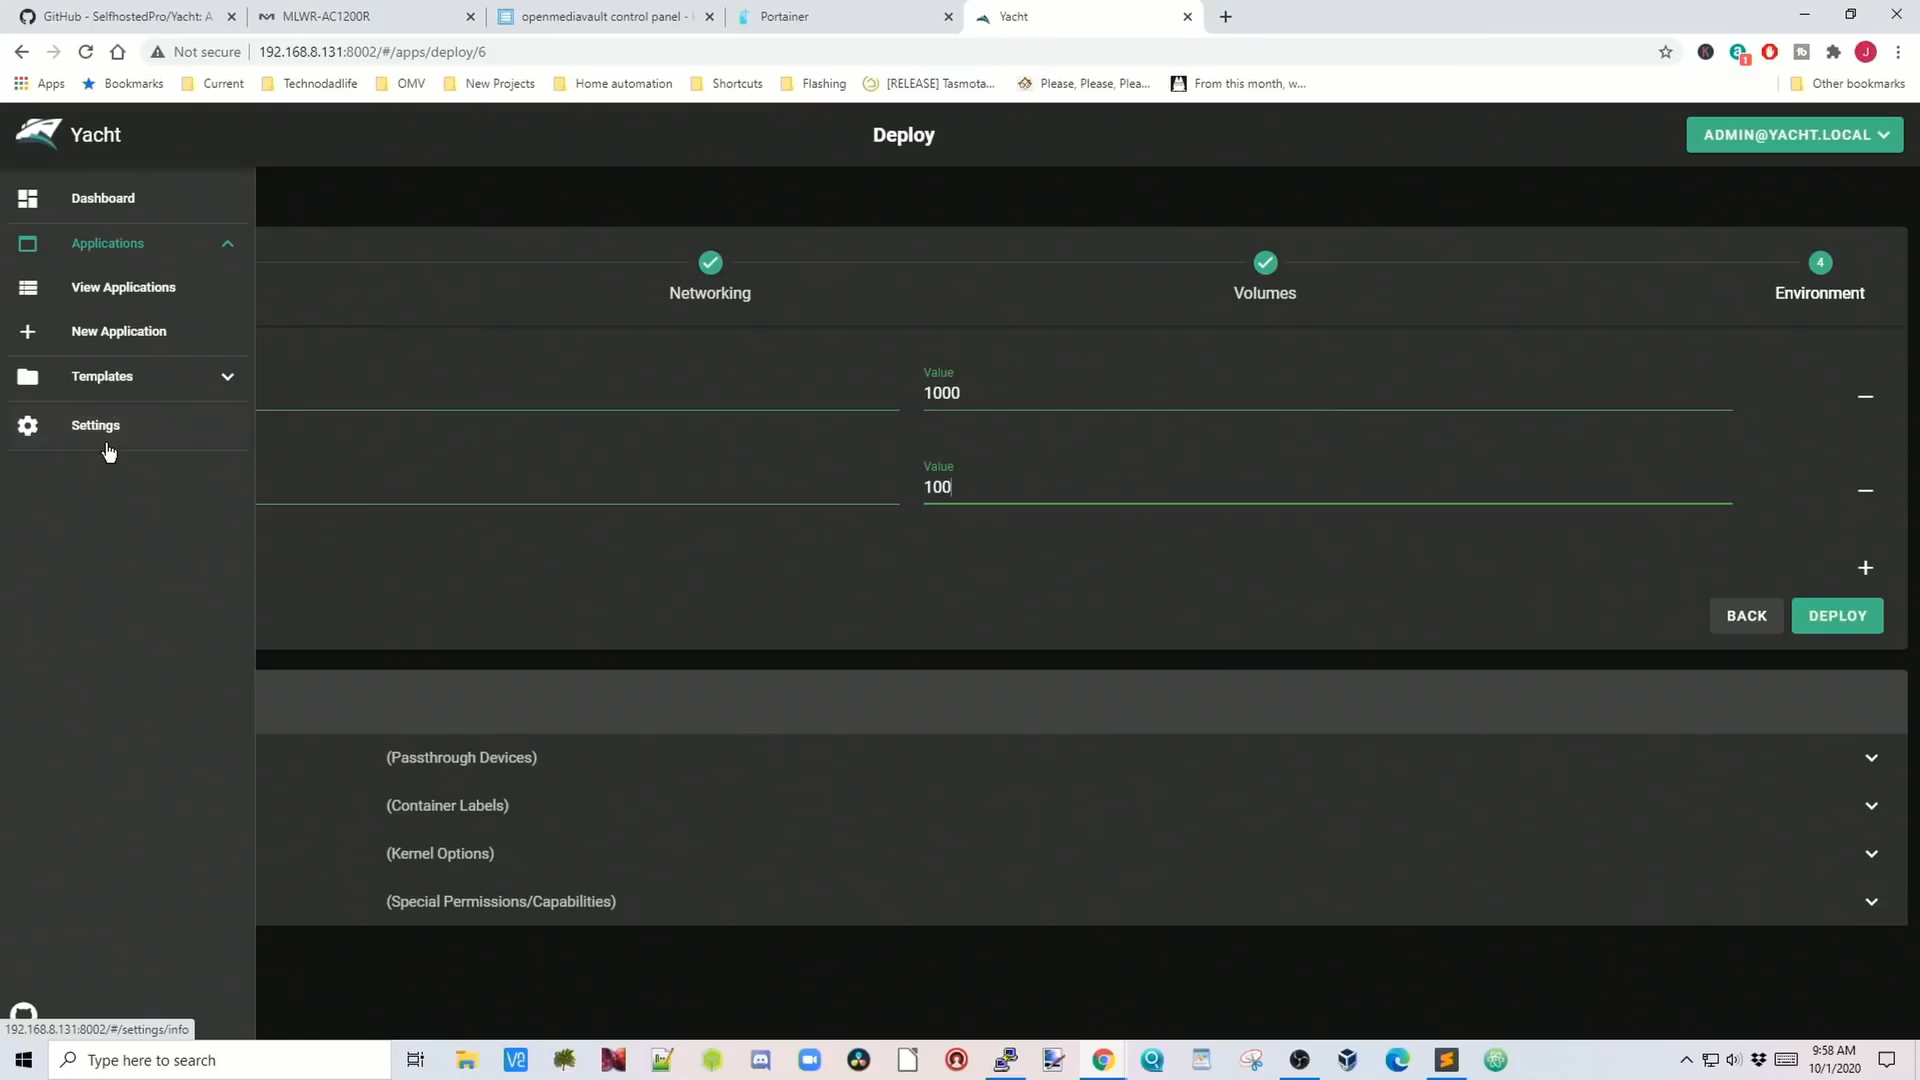 GitHub - SelfhostedPro/Yacht: A
MLWR-AC1200R
openmediavault control panel -
Portainer
Yacht
Not secure
192.168.8.131:8002/#/apps/deploy/6
Apps
Bookmarks
Current
Technodadlife
OMV
New Projects
Home automation
Shortcuts
Flashing
[RELEASE] Tasmota...
Please, Please, Plea...
From this month, w...
Other bookmarks
Yacht
Deploy
ADMIN@YACHT.LOCAL
Dashboard
Applications
View Applications
New Application
Templates
Settings
Networking
Volumes
4
Environment
Value
1000
Value
100
BACK
DEPLOY
(Passthrough Devices)
(Container Labels)
(Kernel Options)
(Special Permissions/Capabilities)
192.168.8.131:8002/#/settings/info
Type here to search
9:58 AM
10/1/2020